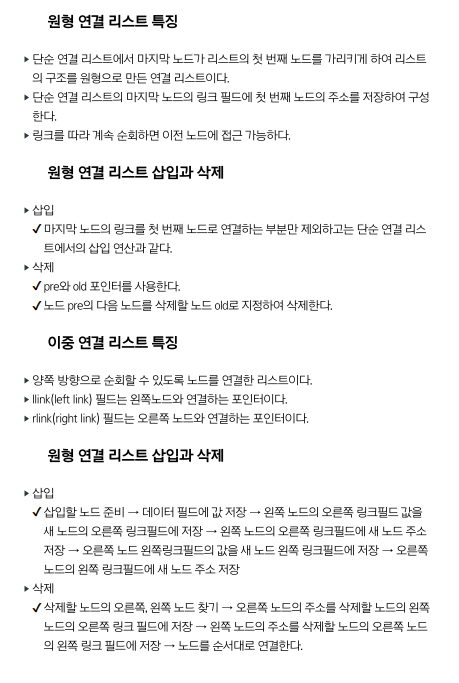 원형 연결 리스트 특징
▶ 단순 연결 리스트에서 마지막 노드가 리스트의 첫 번째 노드를 가리키게 하여 리스트
의 구조를 원형으로 만든 연결 리스트이다.
▶ 단순 연결 리스트의 마지막 노드의 링크 필드에 첫 번째 노드의 주소를 저장하여 구성
한다.
▶ 링크를 따라 계속 순회하면 이전 노드에 접근 가능하다.
원형 연결 리스트 삽입과 삭제
▶ 삽입
✓ 마지막 노드의 링크를 첫 번째 노드로 연결하는 부분만 제외하고는 단순 연결 리스
트에서의 삽입 연산과 같다.
▶ 삭제
✓ pre와 old 포인터를 사용한다.
✓ 노드 pre의 다음 노드를 삭제할 노드 old로 지정하여 삭제한다.
이중 연결 리스트 특징
▶ 양쪽 방향으로 순회할 수 있도록 노드를 연결한 리스트이다.
▶ llink(left link) 필드는 왼쪽노드와 연결하는 포인터이다.
▶ rlink(right link) 필드는 오른쪽 노드와 연결하는 포인터이다.
원형 연결 리스트 삽입과 삭제
▶ 삽입
✓ 삽입할 노드 준비 → 데이터 필드에 값 저장 → 왼쪽 노드의 오른쪽 링크필드 값을
새 노드의 오른쪽 링크필드에 저장 → 왼쪽 노드의 오른쪽 링크필드에 새 노드 주소
저장 → 오른쪽 노드 왼쪽링크필드의 값을 새 노드 왼쪽 링크필드에 저장 → 오른쪽
노드의 왼쪽 링크필드에 새 노드 주소 저장
▶ 삭제
✓ 삭제할 노드의 오른쪽, 왼쪽 노드 찾기 → 오른쪽 노드의 주소를 삭제할 노드의 왼쪽
노드의 오른쪽 링크 필드에 저장 → 왼쪽 노드의 주소를 삭제할 노드의 오른쪽 노드
의 왼쪽 링크 필드에 저장 → 노드를 순서대로 연결한다.